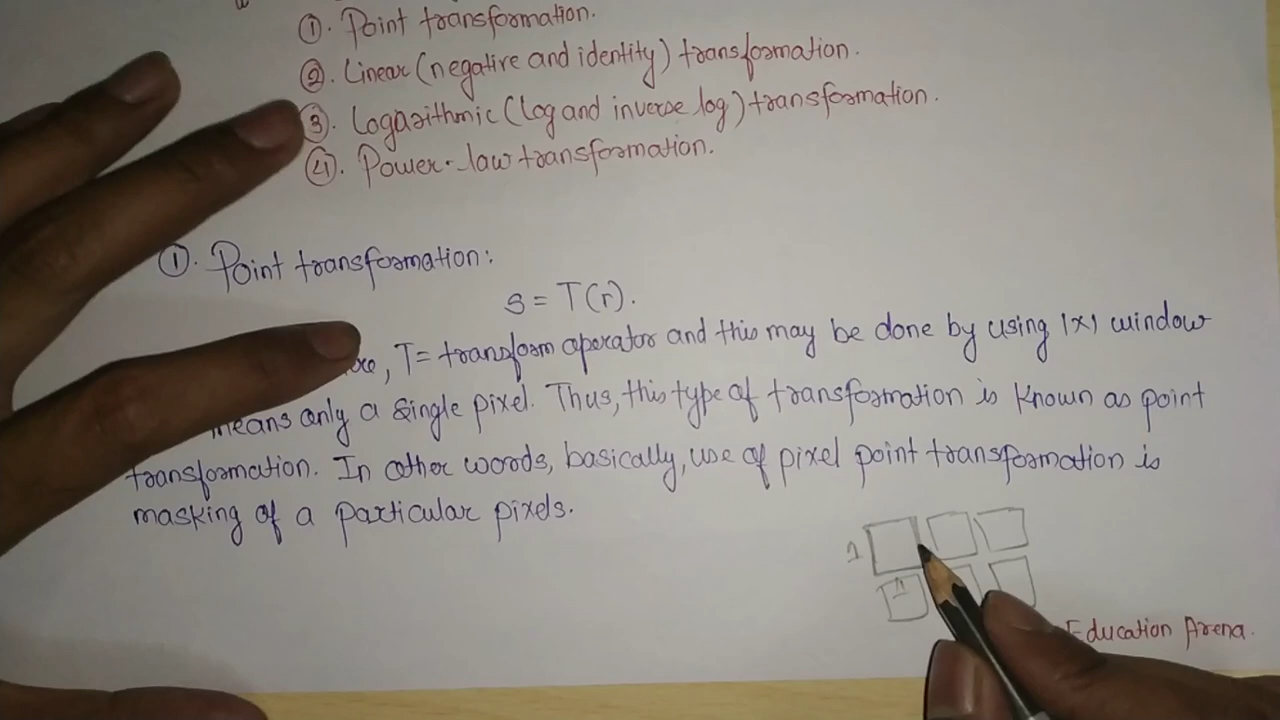 ①. Point transformation.
②. Linear (negative and identity) transformation.
③. Logarithmic (log and inverse log) transformation.
④. Power-law transformation.
①. Point transformation:
s = T(r).
, T = transform operator and this may be done by using 1x1 window
means only a single pixel. Thus, this type of transformation is known as point
transformation. In other words, basically, use of pixel point transformation is
masking of a particular pixels.
1
1
Education Arena.